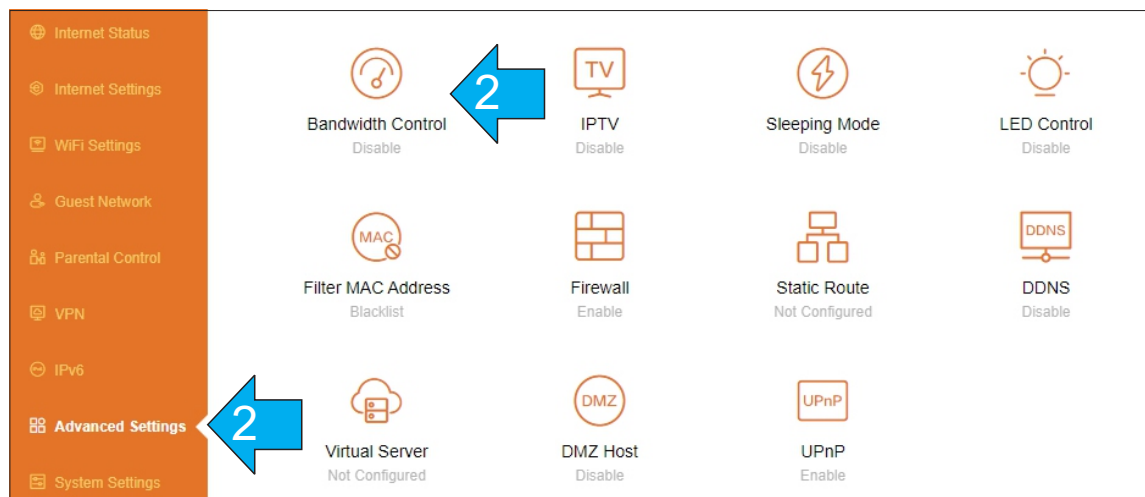 Internet Status
Internet Settings
WiFi Settings
Guest Network
Parental Control
VPN
IPv6
Advanced Settings
System Settings
2
2
TV
Bandwidth Control
IPTV
Sleeping Mode
LED Control
Disable
Disable
Disable
Disable
MAC
DDNS
Filter MAC Address
Firewall
Static Route
DDNS
Blacklist
Enable
Not Configured
Disable
DMZ
UPnP
Virtual Server
DMZ Host
UPnP
Not Configured
Disable
Enable